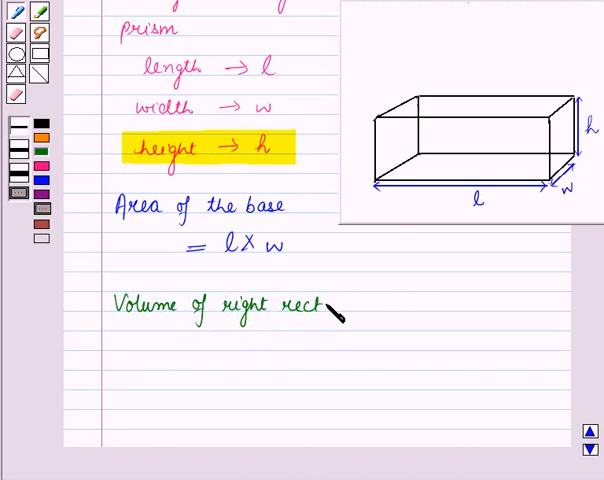 prism
length → l
width → w
height → h
Area of the base
= l × w
Volume of right rect
h
w
l